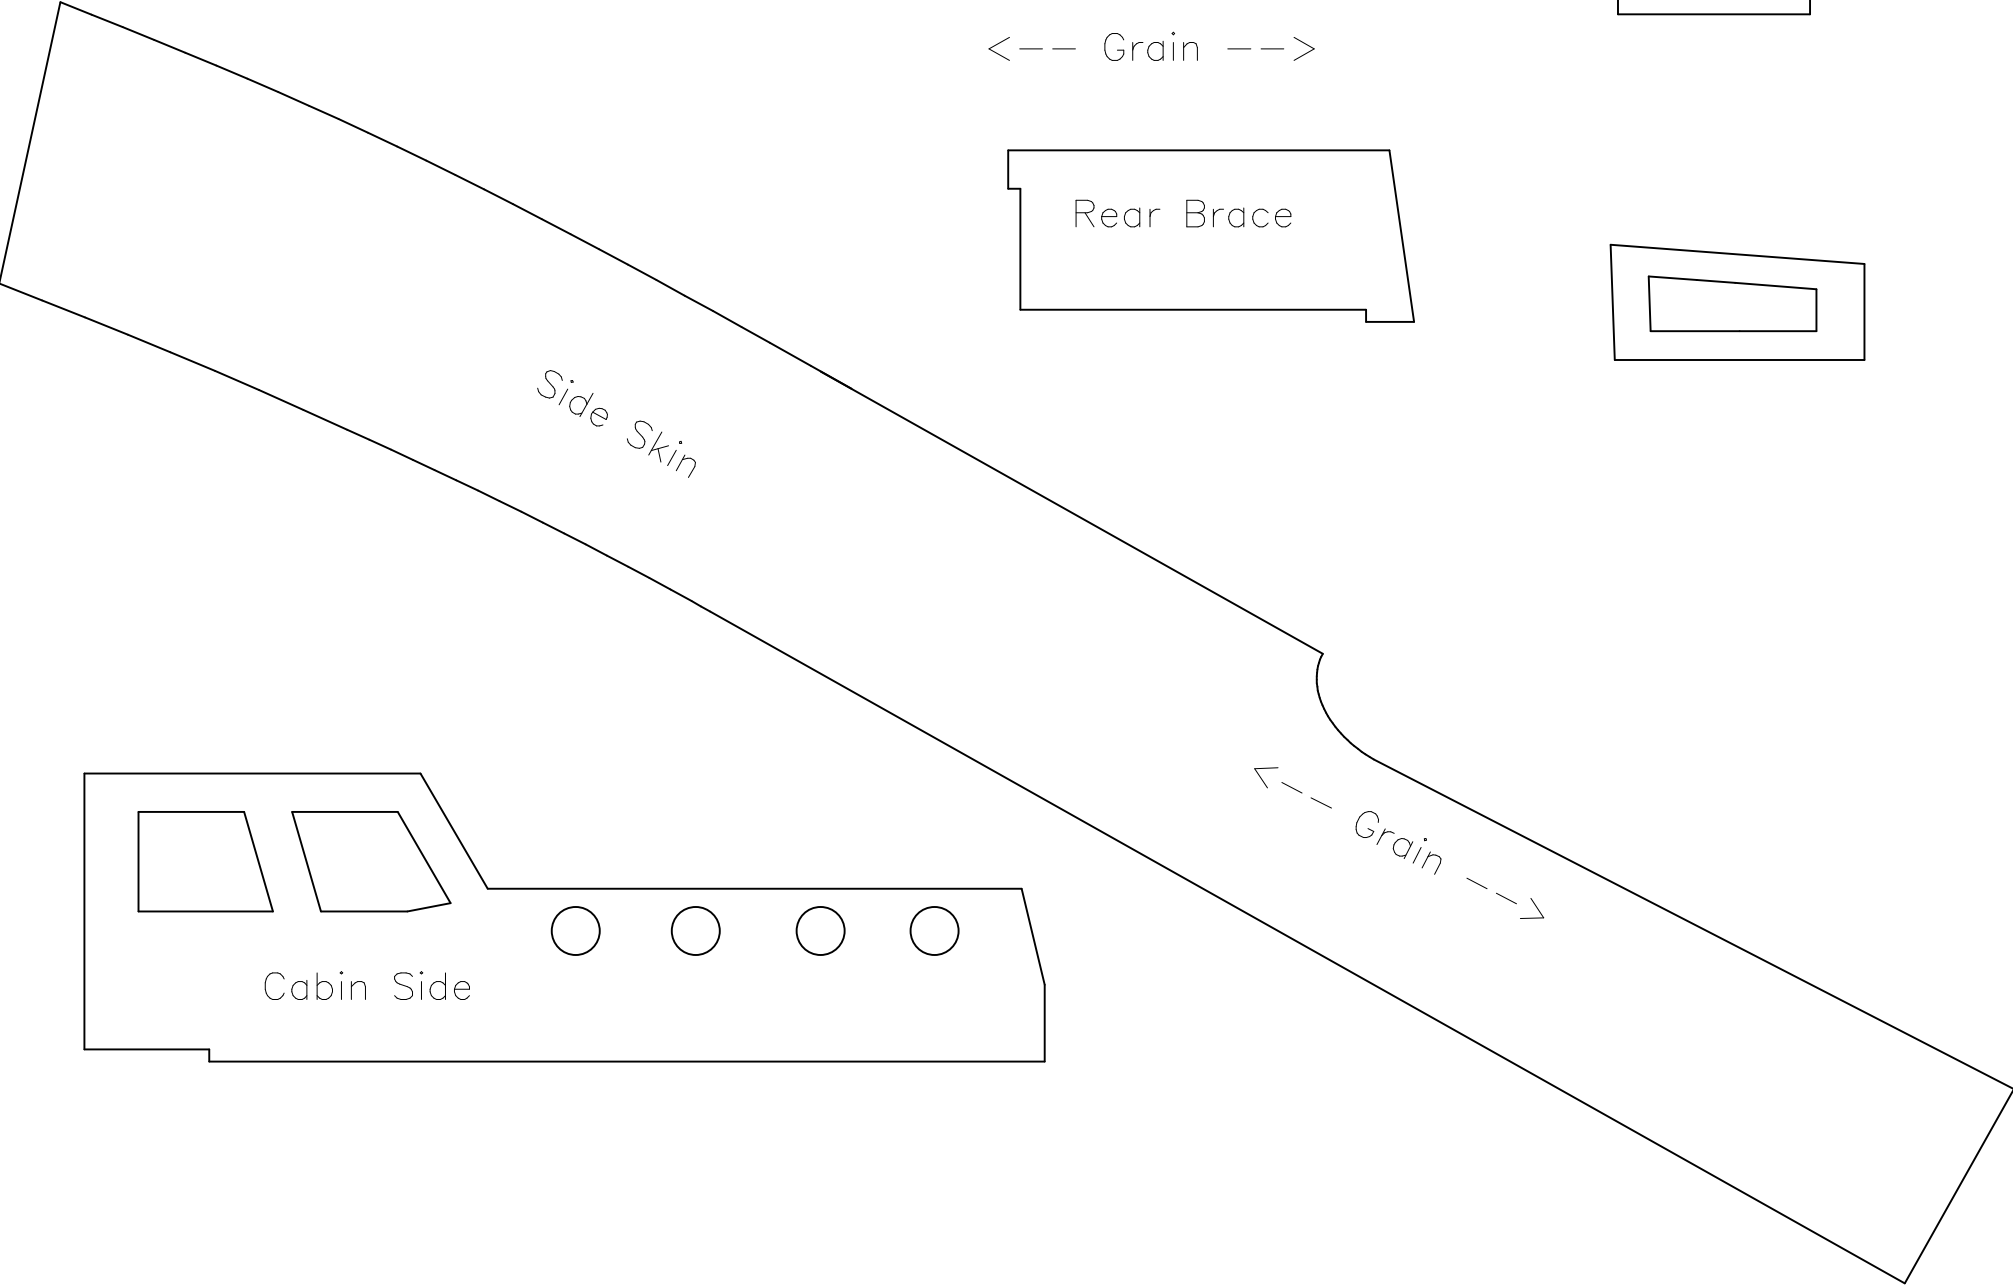 <-- Grain -->
Rear Brace
Side Skin
<-- Grain -->
Cabin Side